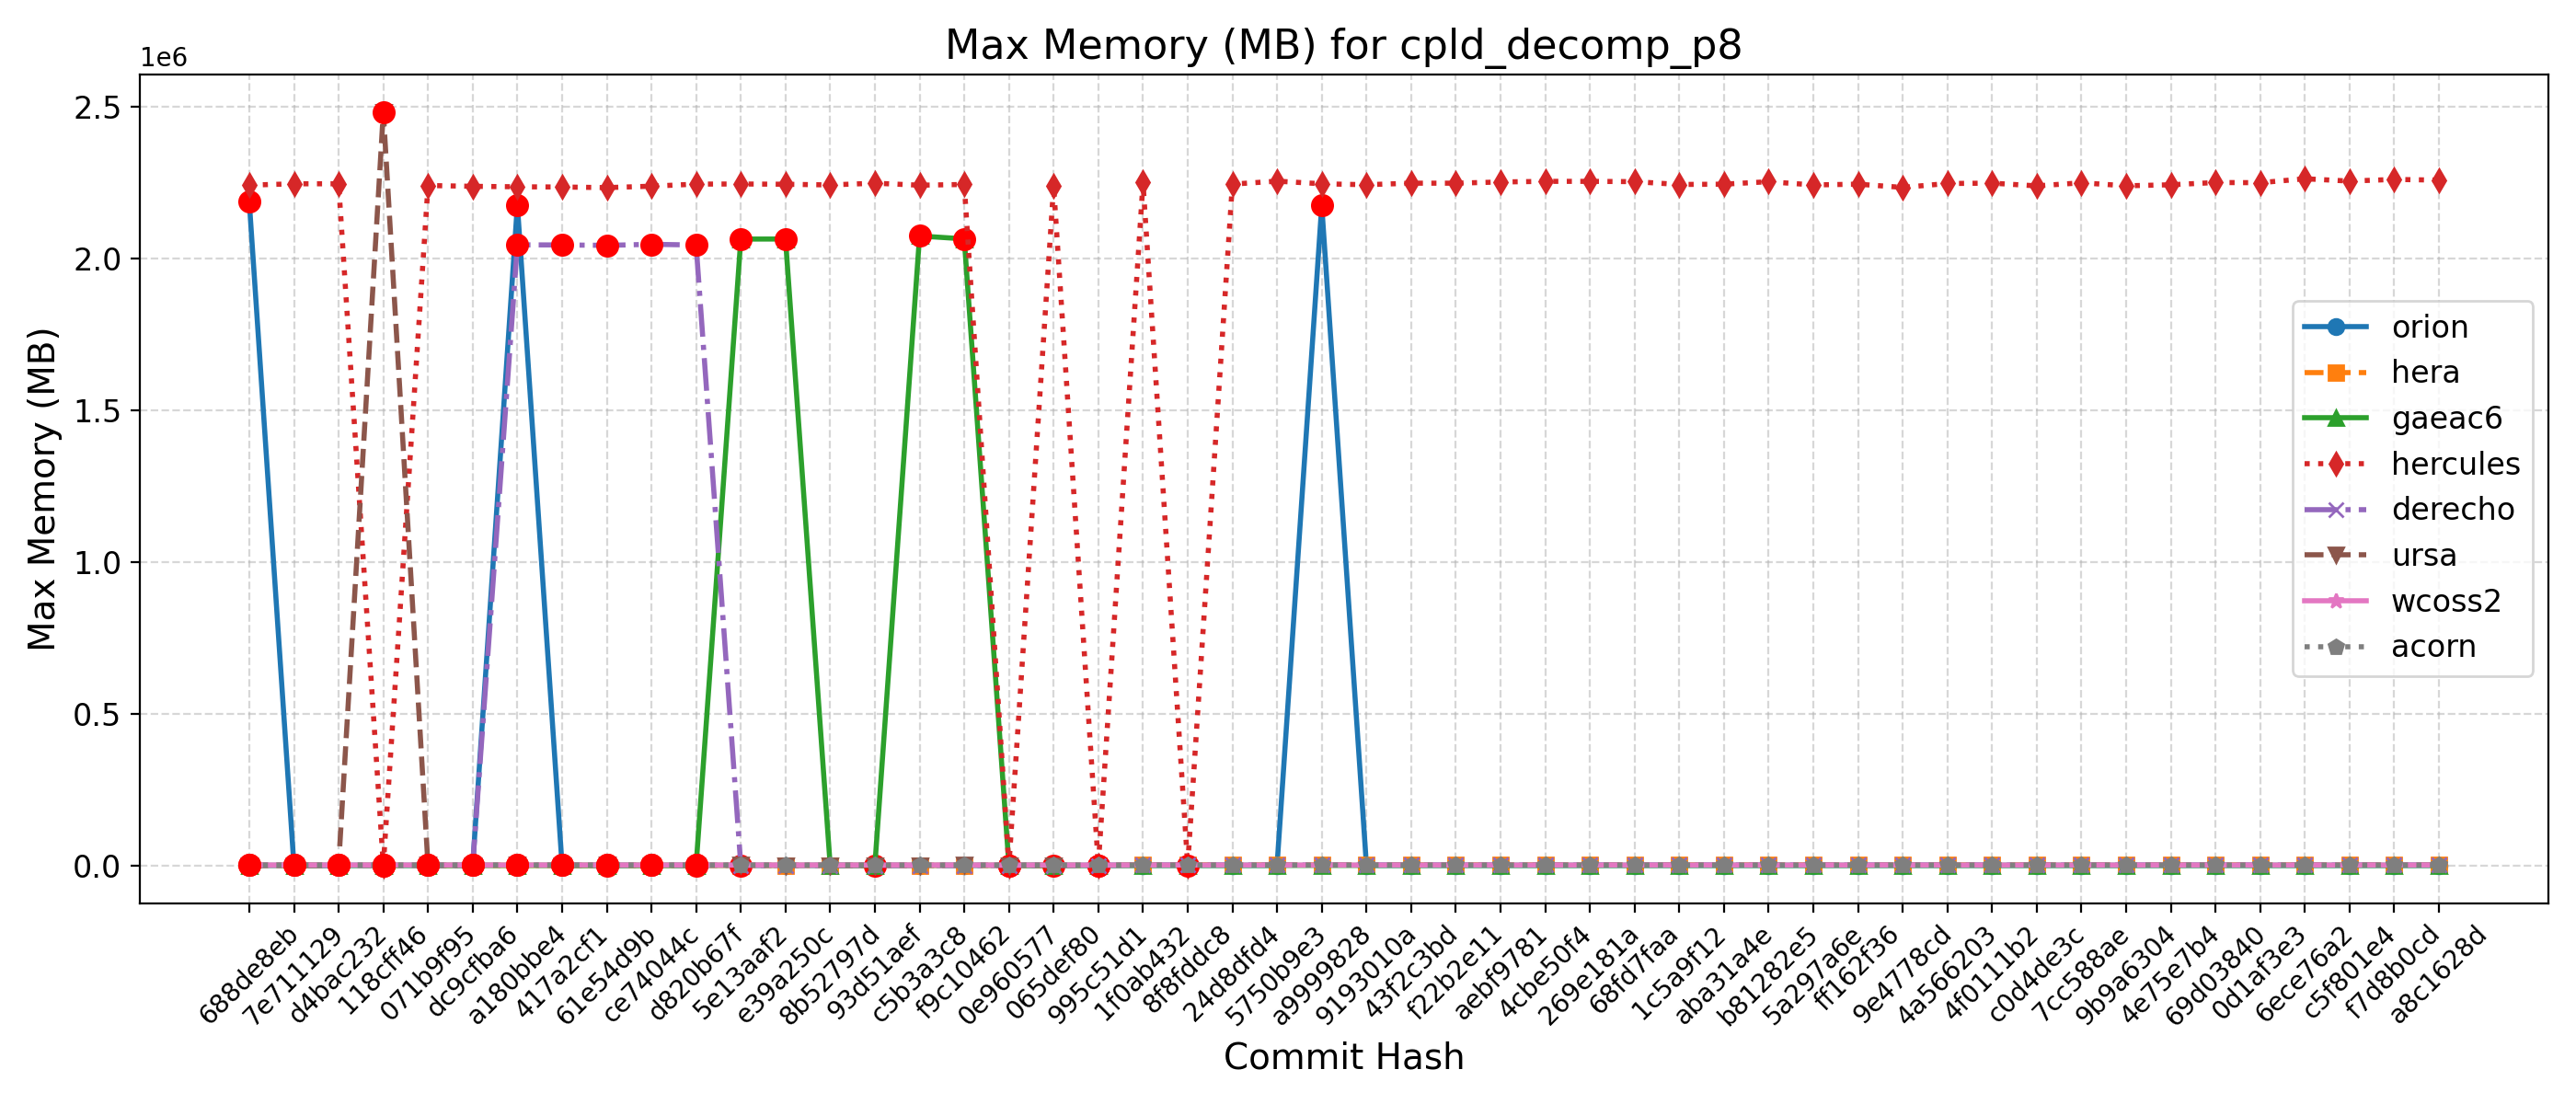 Max Memory (MB) for cpld_decomp_p8
1e6
Max Memory (MB)
2.5
2.0
1.5
1.0
0.5
0.0
orion
hera
gaeac6
hercules
derecho
ursa
wcoss2
acorn
688de8eb
7e711129
d4bac232
118cff46
071b9f95
dc9cfba6
a180bbe4
417a2cf1
61e54d9b
ce74044c
d820b67f
5e13aaf2
e39a250c
8b52797d
93d51aef
c5b3a3c8
f9c10462
0e960577
065def80
995c51d1
1f0ab432
8f8fddc8
24d8dfd4
5750b9e3
a9999828
9193010a
43f2c3bd
f22b2e11
aebf9781
4cbe50f4
269e181a
68fd7faa
1c5a9f12
aba31a4e
b81282e5
5a297a6e
ff162f36
9e4778cd
4a566203
4f0111b2
c0d4de3c
7cc588ae
9b9a6304
4e75e7b4
69d03840
0d1af3e3
6ece76a2
c5f801e4
f7d8b0cd
a8c1628d
Commit Hash